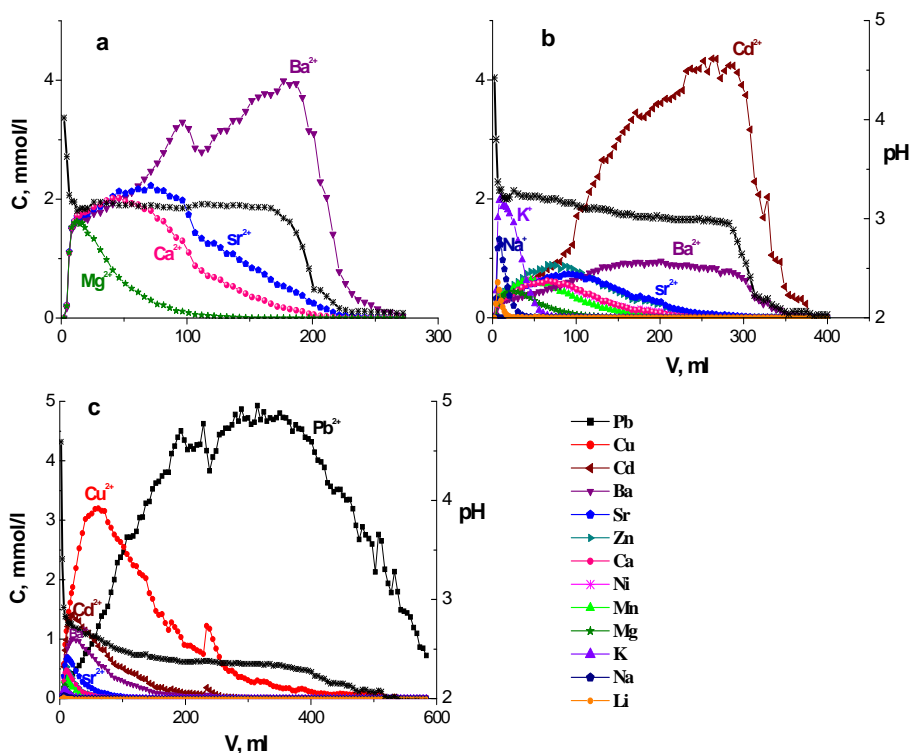 a
C, mmol/l
4
2
0
0
100
200
300
Ba²⁺
sr²⁺
Ca²⁺
Mg²⁺
b
4
2
0
0
100
200
300
400
V, ml
5
4
3
2
pH
Cd²⁺
K⁺
Na⁺
Ba²⁺
sr²⁺
c
C, mmol/l
5
4
3
2
1
0
0
200
400
600
V, ml
5
4
3
2
pH
Pb²⁺
Cu²⁺
Cd²⁺
sr²⁺
Pb
Cu
Cd
Ba
Sr
Zn
Ca
Ni
Mn
Mg
K
Na
Li